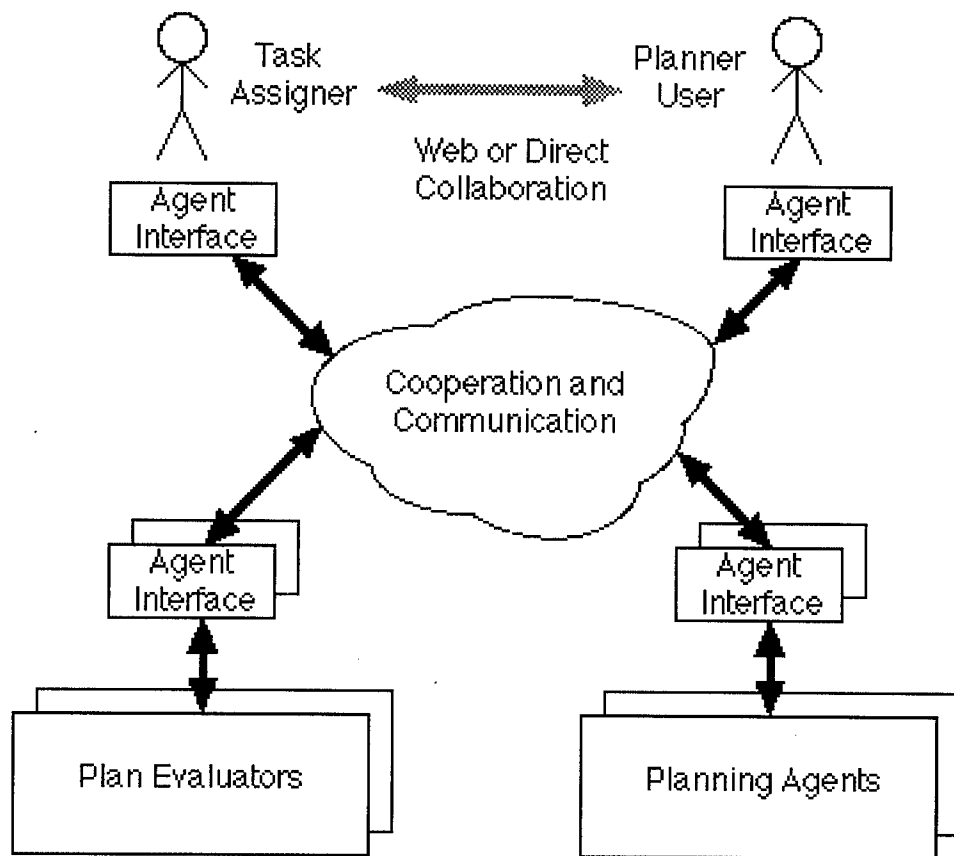 Task
Assigner
Planner
User
Web or Direct
Collaboration
Agent
Interface
Agent
Interface
Cooperation and
Communication
Agent
Interface
Agent
Interface
Plan Evaluators
Planning Agents